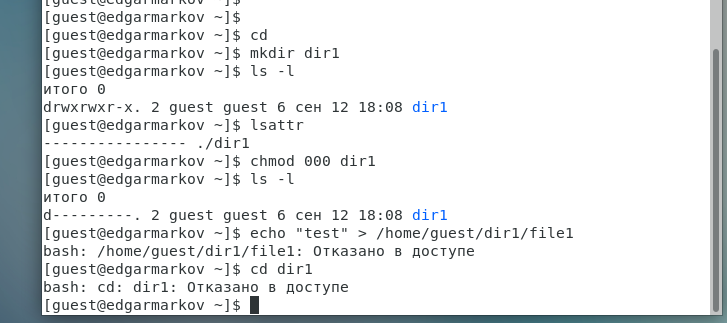 [guest@edgarmarkov ~]$
[guest@edgarmarkov ~]$
[guest@edgarmarkov ~]$ cd
[guest@edgarmarkov ~]$ mkdir dir1
[guest@edgarmarkov ~]$ ls -l
итого 0
drwxrwxr-x. 2 guest guest 6 сен 12 18:08 dir1
[guest@edgarmarkov ~]$ lsattr
---------------- ./dir1
[guest@edgarmarkov ~]$ chmod 000 dir1
[guest@edgarmarkov ~]$ ls -l
итого 0
d---------. 2 guest guest 6 сен 12 18:08 dir1
[guest@edgarmarkov ~]$ echo "test" > /home/guest/dir1/file1
bash: /home/guest/dir1/file1: Отказано в доступе
[guest@edgarmarkov ~]$ cd dir1
bash: cd: dir1: Отказано в доступе
[guest@edgarmarkov ~]$